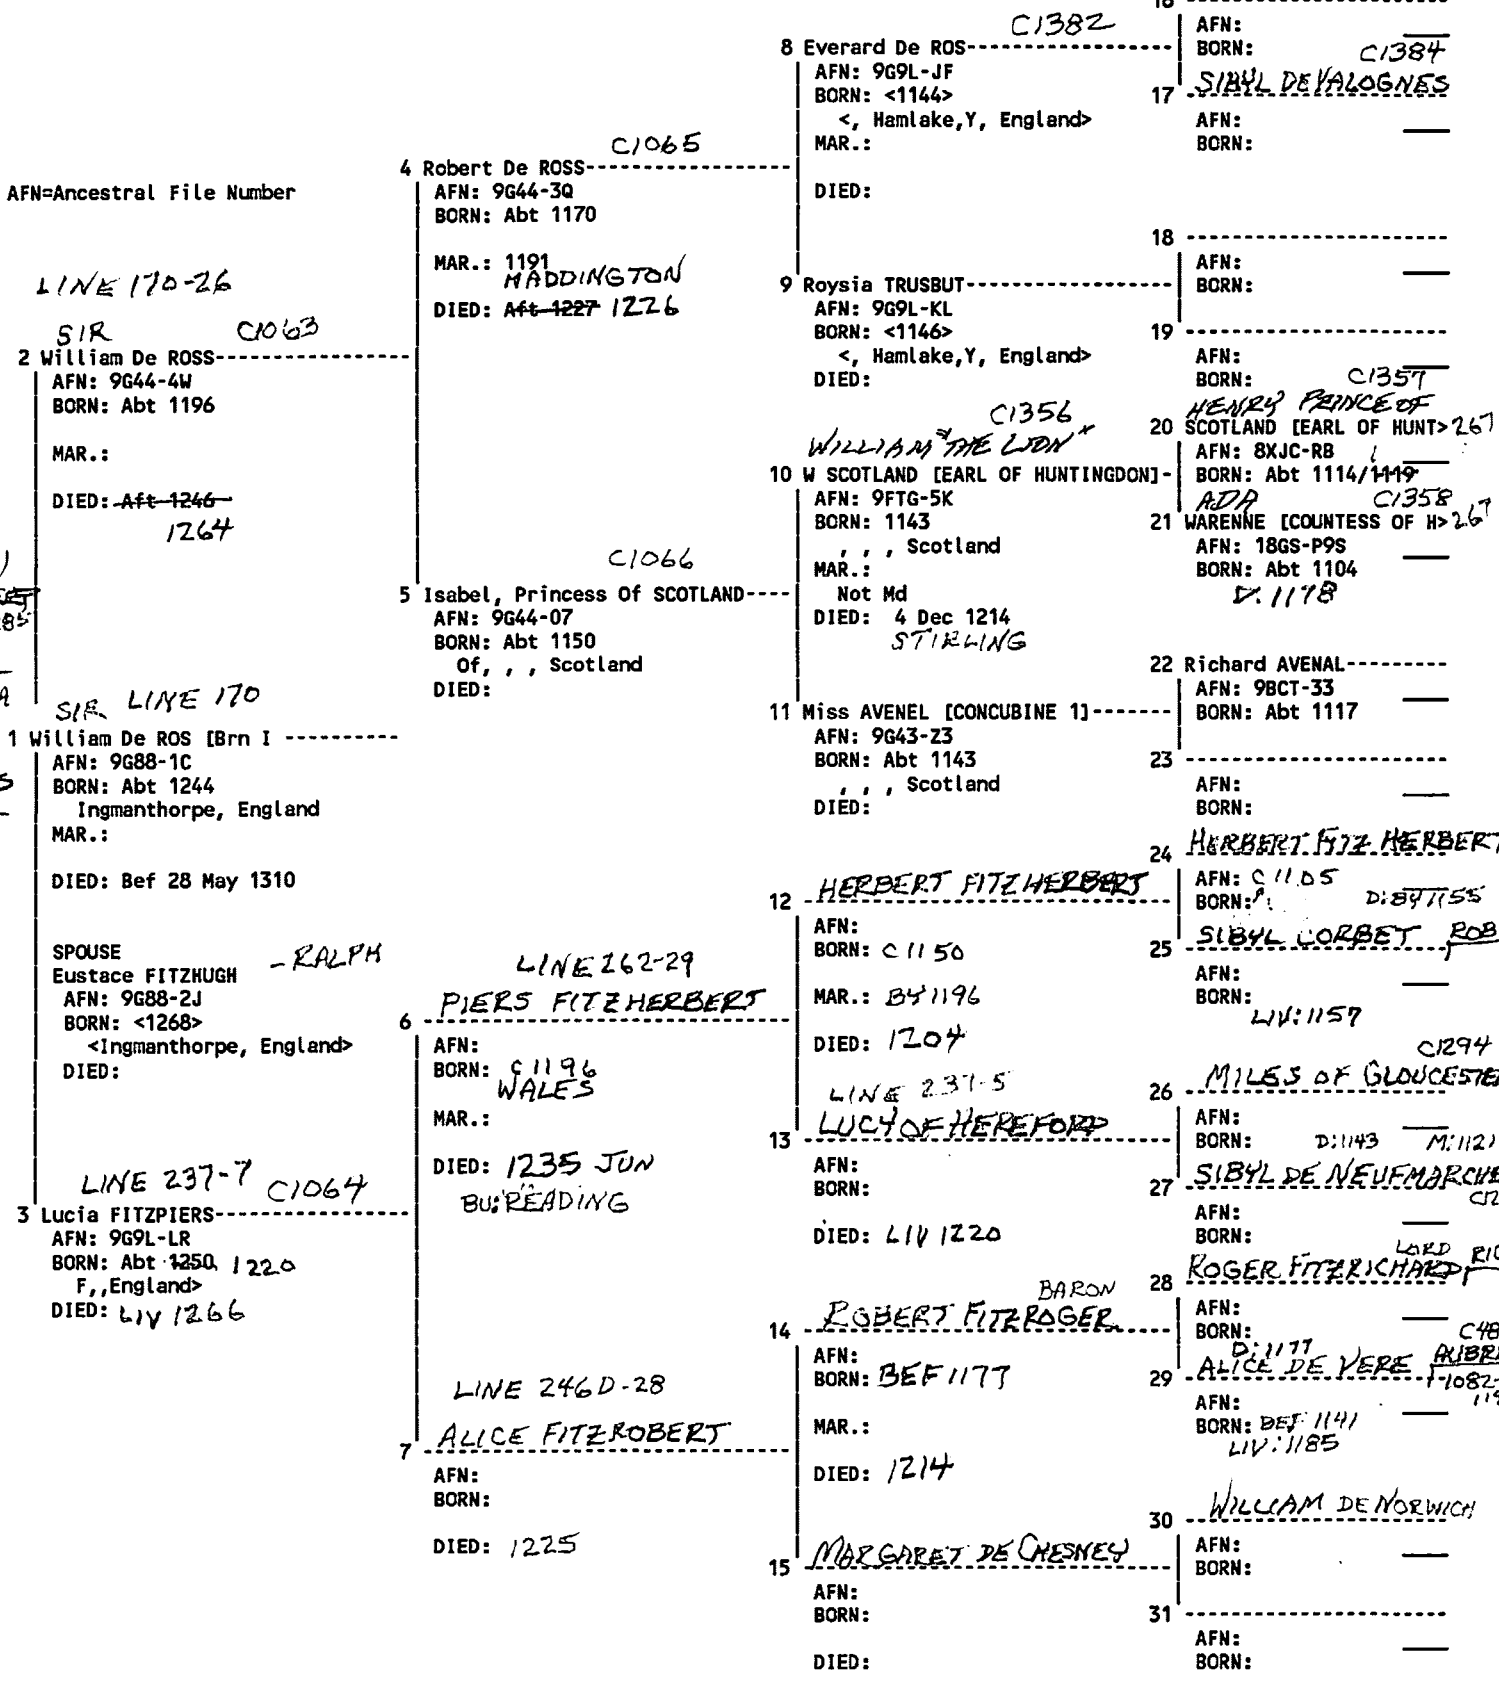 AFN=Ancestral File Number
LINE 170-26
SIR C1063
2 William De ROSS
AFN: 9G44-4W
BORN: Abt 1196
MAR.:
DIED: Aft 1246
1264
SIR LINE 170
1 William De ROS [Brn I
AFN: 9G88-1C
BORN: Abt 1244
Ingmanthorpe, England
MAR.:
DIED: Bef 28 May 1310
SPOUSE
Eustace FITZHUGH - RALPH
AFN: 9G88-2J
BORN: <1268>
<Ingmanthorpe, England>
DIED:
LINE 237-7 C1064
3 Lucia FITZPIERS
AFN: 9G9L-LR
BORN: Abt 1250, 1220
F,,England>
DIED: LIV 1266
C1065
4 Robert De ROSS
AFN: 9G44-3Q
BORN: Abt 1170
MAR.: 1191
HADDINGTON
DIED: Aft 1227 1226
C1066
5 Isabel, Princess Of SCOTLAND
AFN: 9G44-07
BORN: Abt 1150
Of, , , Scotland
DIED:
LINE 262-29
PIERS FITZHERBERT
6
AFN:
BORN: C 1196
WALES
MAR.:
DIED: 1235 JUN
BU: READING
LINE 246D-28
7 ALICE FITZROBERT
AFN:
BORN:
DIED: 1225
C1382
8 Everard De ROS
AFN: 9G9L-JF
BORN: <1144>
<, Hamlake,Y, England>
MAR.:
DIED:
9 Roysia TRUSBUT
AFN: 9G9L-KL
BORN: <1146>
<, Hamlake,Y, England>
DIED:
C1356
WILLIAM "THE LION"
10 W SCOTLAND [EARL OF HUNTINGDON]
AFN: 9FTG-5K
BORN: 1143
, , , Scotland
MAR.:
Not Md
DIED: 4 Dec 1214
STIRLING
11 Miss AVENEL [CONCUBINE 1]
AFN: 9G43-Z3
BORN: Abt 1143
, , , Scotland
DIED:
12 HERBERT FITZHERBERT
AFN:
BORN: C 1150
MAR.: BY 1196
DIED: 1204
LINE 237-5
13 LUCY OF HEREFORD
AFN:
BORN:
DIED: LIV 1220
BARON
14 ROBERT FITZROGER
AFN:
BORN: BEF 1177
MAR.:
DIED: 1214
15 MARGARET DE CHESNEY
AFN:
BORN:
DIED:
16
AFN:
BORN:
C1384
17 SIBYL DE VALOGNES
AFN:
BORN:
18
AFN:
BORN:
19
AFN:
BORN:
C1357
HENRY PRINCE OF
20 SCOTLAND [EARL OF HUNT> 267
AFN: 8XJC-RB
BORN: Abt 1114/1119
ADA C1358
21 WARENNE [COUNTESS OF H> 267
AFN: 18GS-P9S
BORN: Abt 1104
D. 1178
22 Richard AVENAL
AFN: 9BCT-33
BORN: Abt 1117
23
AFN:
BORN:
24 HERBERT FITZ HERBERT
AFN: C 1105
BORN: D: BY 1155
25 SIBYL CORBET ROB
AFN:
BORN:
LIV: 1157
C1294
26 MILES OF GLOUCESTER
AFN:
BORN: D: 1143 M: 1121
27 SIBYL DE NEUFMARCHE
AFN:
BORN:
LORD RIC
28 ROGER FITZRICHARD
AFN:
BORN:
D: 1177
29 ALICE DE VERE AUBRE
AFN:
BORN: BEF 1141
LIV: 1185
30 WILLIAM DE NORWICH
AFN:
BORN:
31
AFN:
BORN: